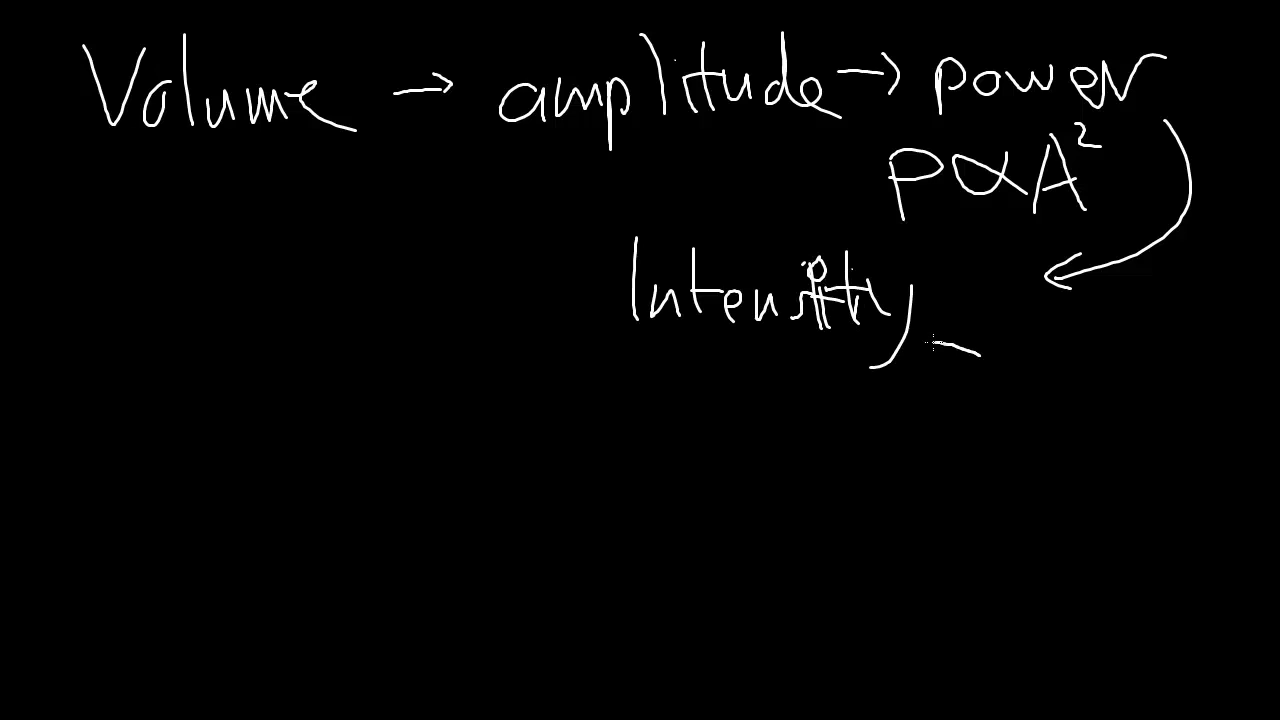 Volume → amplitude → power
P∝A²
Intensity